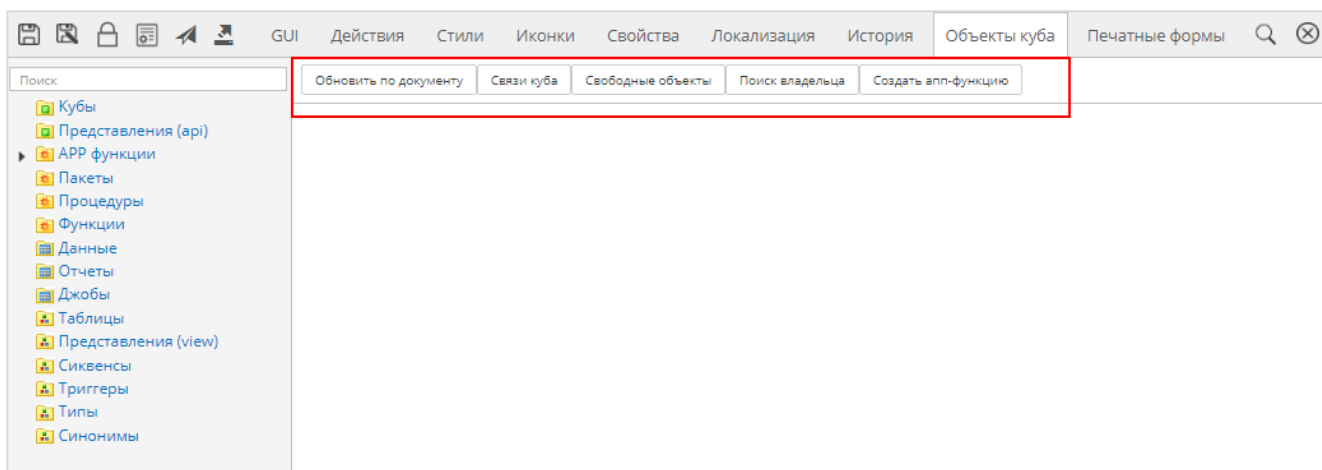 GUI Действия Стили Иконки Свойства Локализация История Объекты куба Печатные формы
Поиск
Обновить по документу Связи куба Свободные объекты Поиск владельца Создать апп-функцию
Кубы
Представления (api)
APP функции
Пакеты
Процедуры
Функции
Данные
Отчеты
Джобы
Таблицы
Представления (view)
Сиквенсы
Триггеры
Типы
Синонимы